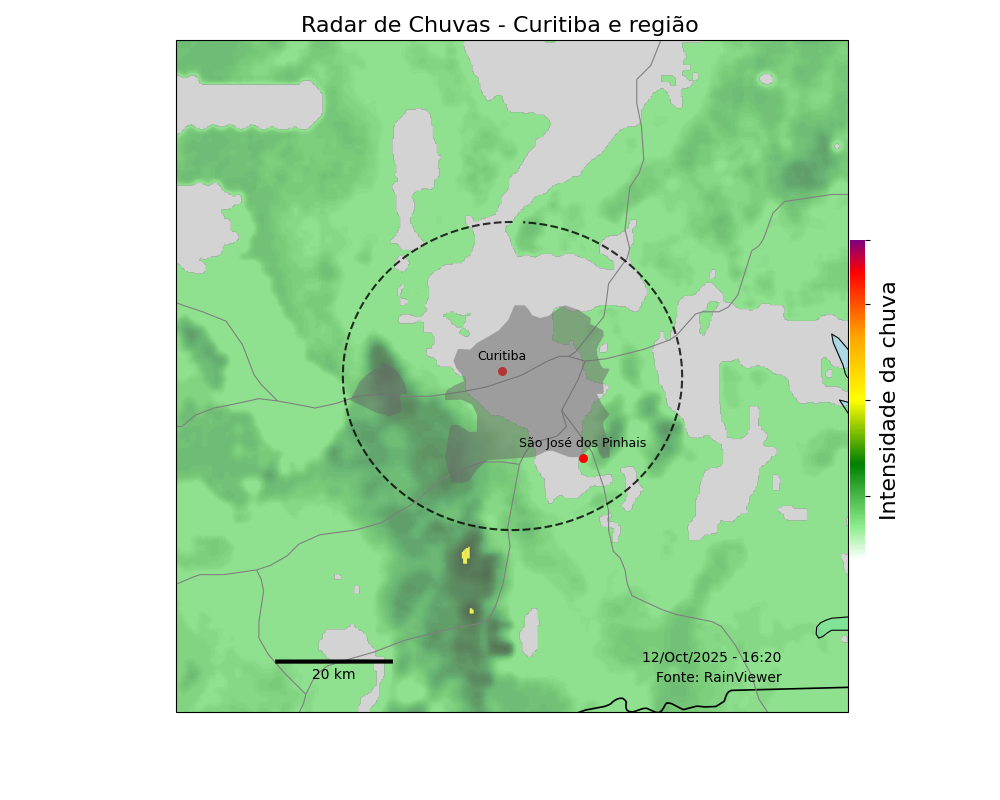 Radar de Chuvas - Curitiba e região
Curitiba
São José dos Pinhais
Intensidade da chuva
12/Oct/2025 - 16:20
Fonte: RainViewer
20 km